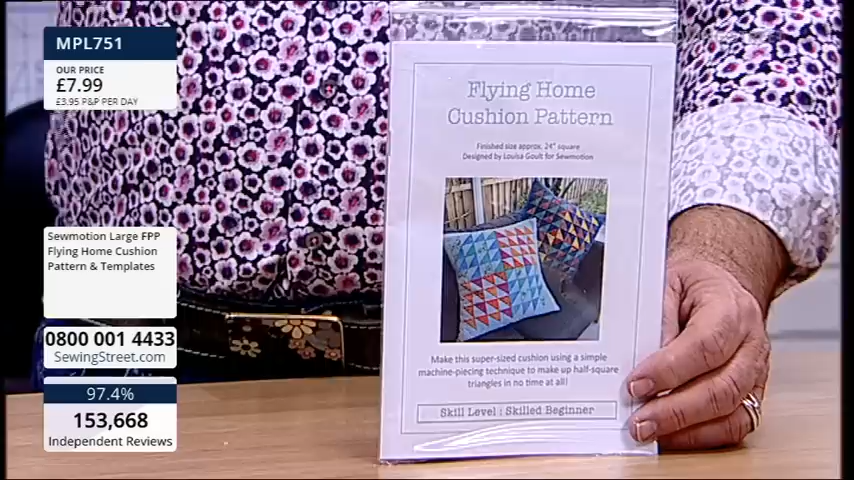 MPL751
OUR PRICE
£7.99
£3.95 P&P PER DAY
Sewmotion Large FPP
Flying Home Cushion
Pattern & Templates
0800 001 4433
SewingStreet.com
97.4%
153,668
Independent Reviews
Flying Home
Cushion Pattern
Finished size approx. 24" square
Designed by Louisa Goult for Sewmotion
Make this super-sized cushion using a simple
machine-piecing technique to make up half-square
triangles in no time at all!
Skill Level : Skilled Beginner